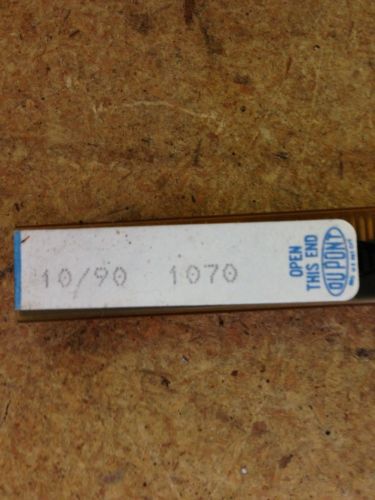 10/90 1070
OPEN
THIS END
DU PONT